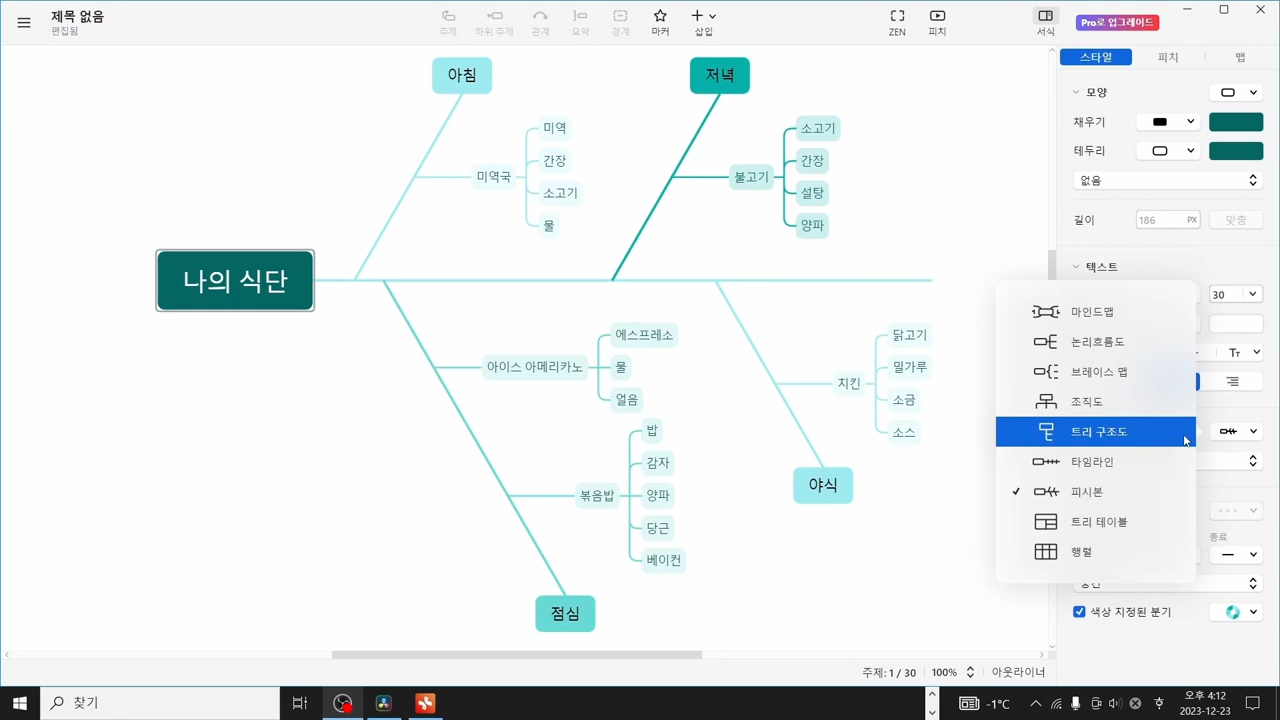 제목 없음
편집됨
주제
하위 주제
관계
요약
경계
마커
삽입
ZEN
피치
서식
Pro로 업그레이드
스타일
피치
맵
모양
채우기
테두리
없음
길이
186 PX
맞춤
텍스트
30
Tт
마인드맵
논리흐름도
브레이스 맵
조직도
트리 구조도
타임라인
피시본
트리 테이블
행렬
종료
색상 지정된 분기
아침
저녁
미역국
미역
간장
소고기
물
불고기
소고기
간장
설탕
양파
나의 식단
아이스 아메리카노
에스프레소
물
얼음
볶음밥
밥
감자
양파
당근
베이컨
점심
치킨
닭고기
밀가루
소금
소스
야식
주제: 1 / 30
100%
아웃라이너
찾기
-1°C
오후 4:12
2023-12-23